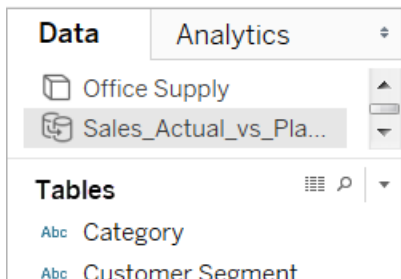 Data Analytics
Office Supply
Sales_Actual_vs_Pla...
Tables
Abc Category
Abc Customer Segment